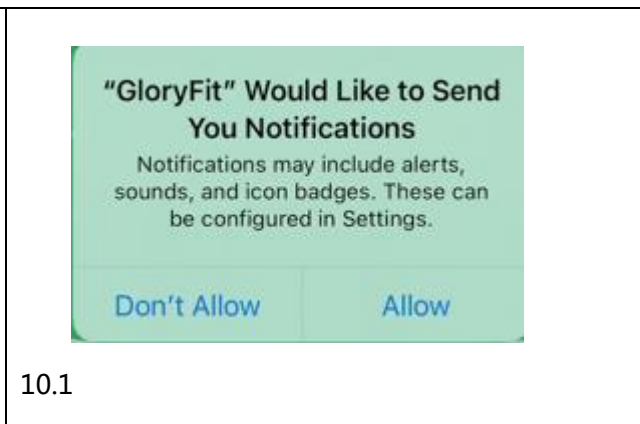 “GloryFit” Would Like to Send
You Notifications
Notifications may include alerts,
sounds, and icon badges. These can
be configured in Settings.
Don't Allow
Allow
10.1